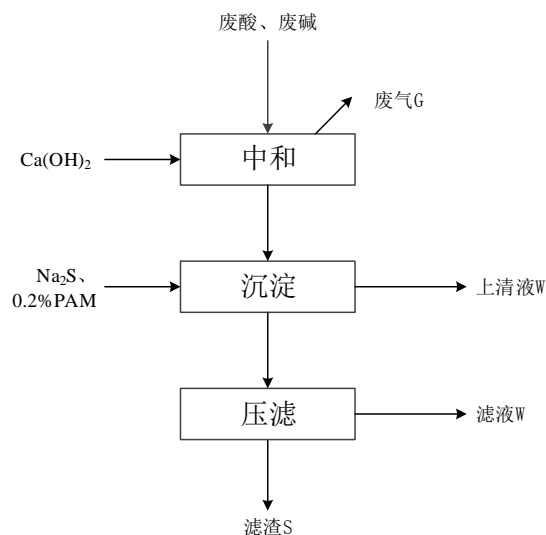 废酸、废碱
废气G
Ca(OH)₂
中和
Na₂S、
0.2%PAM
沉淀
上清液W
压滤
滤液W
滤渣S